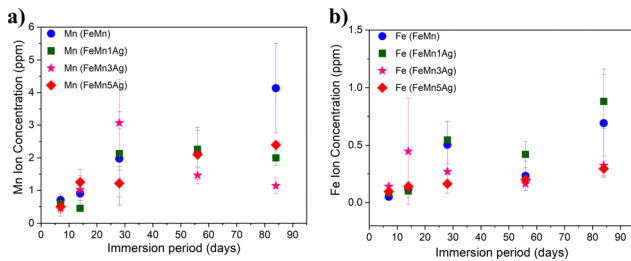 a)
Mn Ion Concentration (ppm)
6
5
4
3
2
1
0
Mn (FeMn)
Mn (FeMn1Ag)
Mn (FeMn3Ag)
Mn (FeMn5Ag)
0 10 20 30 40 50 60 70 80 90
Immersion period (days)
b)
Fe Ion Concentration (ppm)
1.5
1.0
0.5
0.0
Fe (FeMn)
Fe (FeMn1Ag)
Fe (FeMn3Ag)
Fe (FeMn5Ag)
0 10 20 30 40 50 60 70 80 90
Immersion period (days)